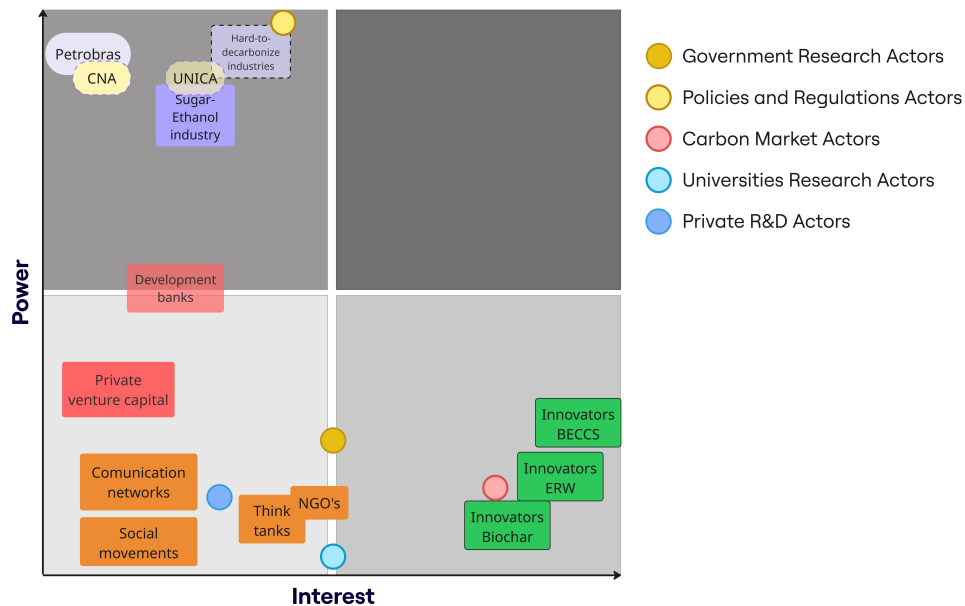 Petrobras
CNA
UNICA
Hard-to-
decarbonize
industries
Sugar-
Ethanol
industry
Development
banks
Private
venture capital
Comunication
networks
Social
movements
Think
tanks
NGO's
Innovators
BECCS
Innovators
ERW
Innovators
Biochar
Power
Interest
Government Research Actors
Policies and Regulations Actors
Carbon Market Actors
Universities Research Actors
Private R&D Actors